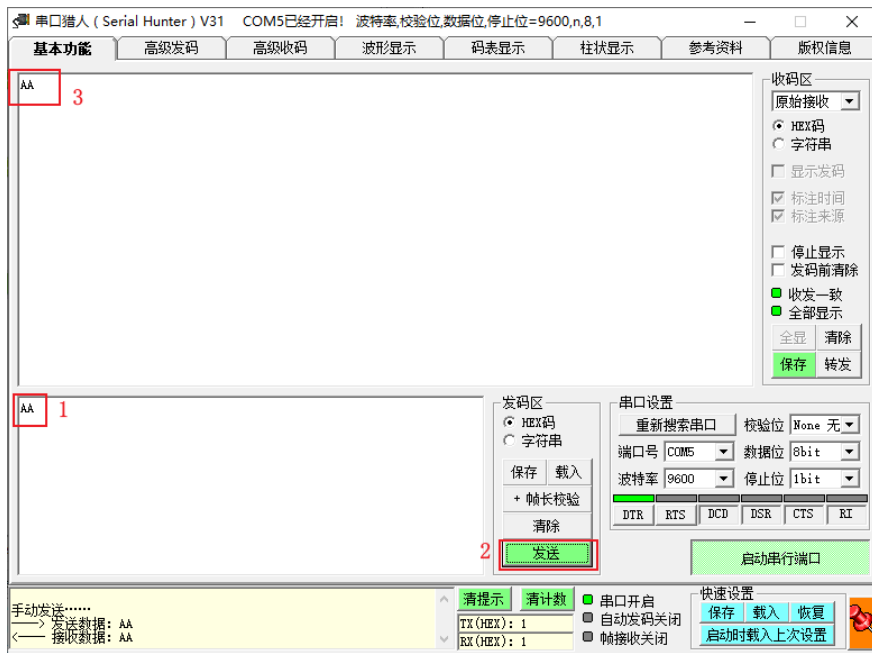 串口猎人(Serial Hunter)V31 COM5已经开启! 波特率,校验位,数据位,停止位=9600,n,8,1
基本功能 高级发码 高级收码 波形显示 码表显示 柱状显示 参考资料 版权信息
AA
3
收码区
原始接收
HEX码
字符串
显示发码
标注时间
标注来源
停止显示
发码前清除
收发一致
全部显示
全显 清除
保存 转发
AA
1
发码区
HEX码
字符串
保存 载入
+ 帧长校验
清除
2
发送
串口设置
重新搜索串口 校验位 None 无
端口号 COM5 数据位 8bit
波特率 9600 停止位 1bit
DTR RTS DCD DSR CTS RI
启动串行端口
手动发送……
——> 发送数据: AA
<—— 接收数据: AA
清提示 清计数
TX(HEX): 1
RX(HEX): 1
串口开启
自动发码关闭
帧接收关闭
快速设置
保存 载入 恢复
启动时载入上次设置